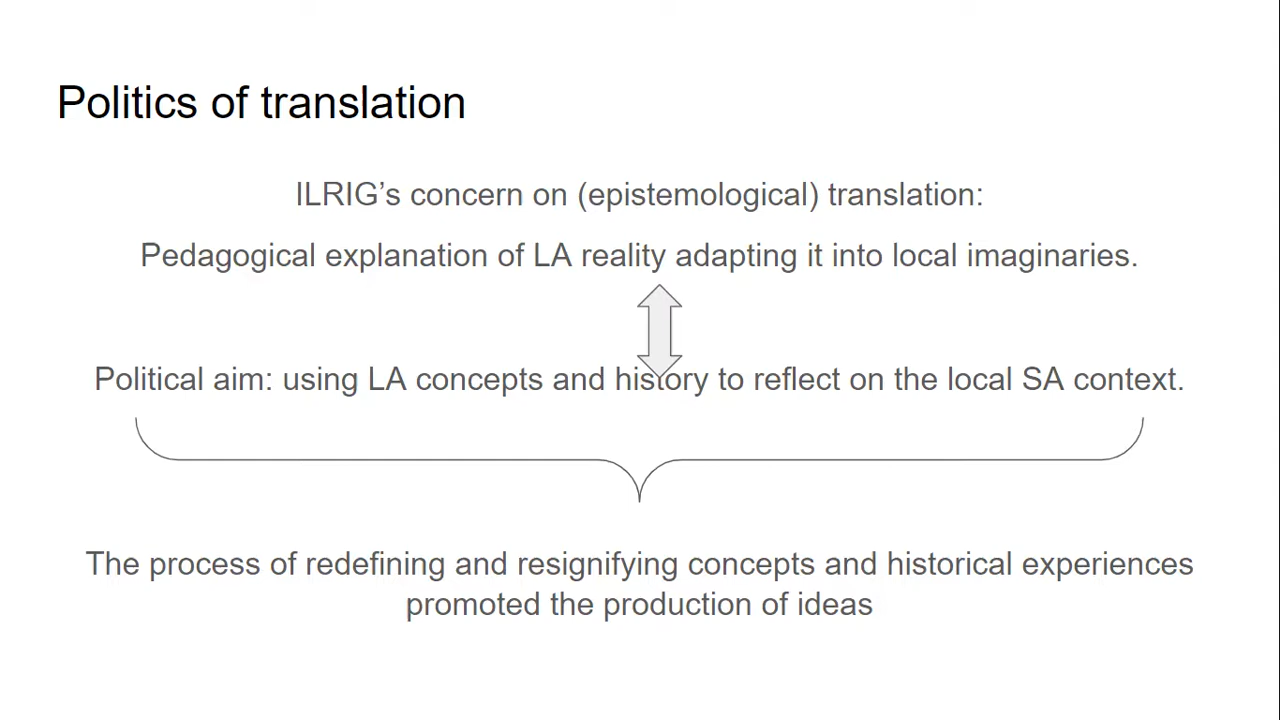 Politics of translation
ILRIG’s concern on (epistemological) translation:
Pedagogical explanation of LA reality adapting it into local imaginaries.
Political aim: using LA concepts and history to reflect on the local SA context.
The process of redefining and resignifying concepts and historical experiences
promoted the production of ideas